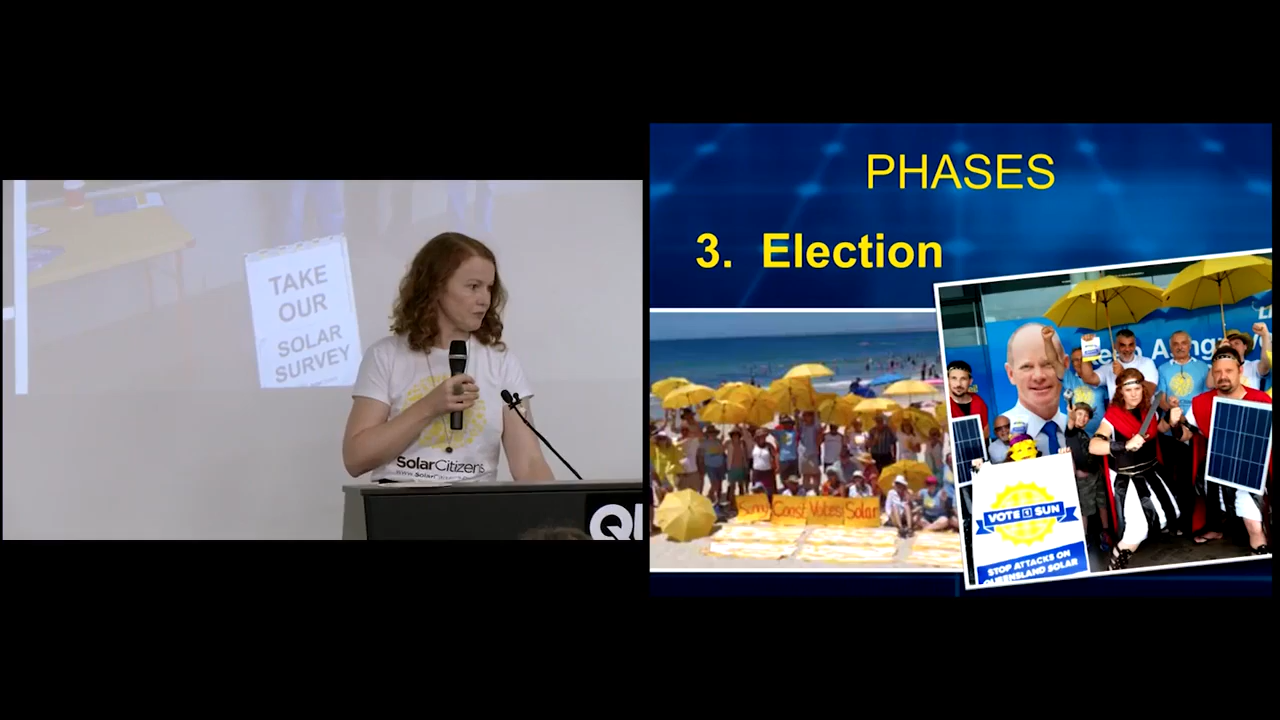 TAKE
OUR
SOLAR
SURVEY
SolarCitizens
PHASES
3. Election
Sunny Coast Votes Solar
VOTE 1 SUN
STOP ATTACKS ON
QUEENSLAND SOLAR